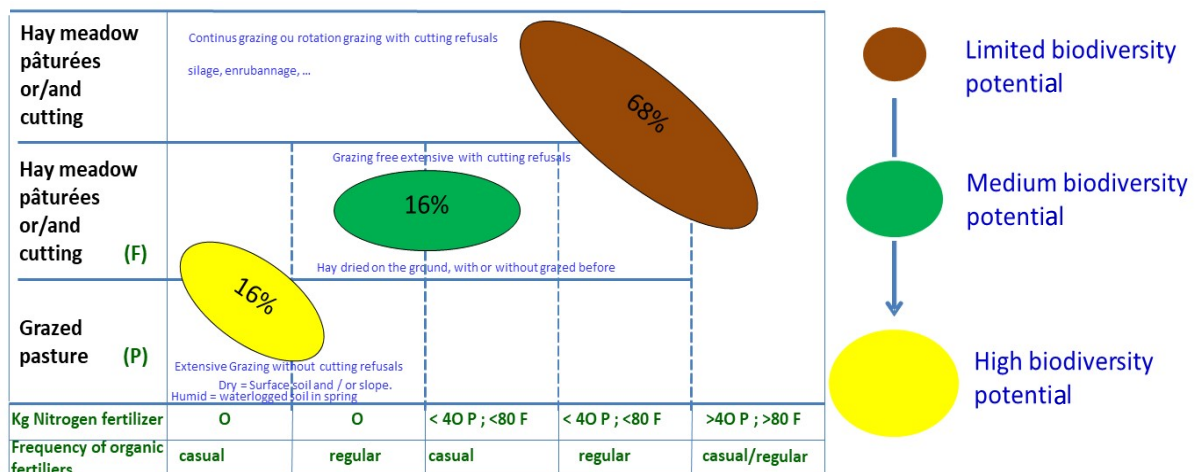 Hay meadow
pâturées
or/and
cutting
Continus grazing ou rotation grazing with cutting refusals
silage, enrubannage, ...
68%
Hay meadow
pâturées
or/and
cutting (F)
Grazing free extensive with cutting refusals
16%
Hay dried on the ground, with or without grazed before
16%
Grazed
pasture (P)
Extensive Grazing without cutting refusals
Dry = Surface soil and / or slope.
Humid = waterlogged soil in spring
Kg Nitrogen fertilizer O O < 4O P ; <80 F < 4O P ; <80 F >4O P ; >80 F
Frequency of organic
fertliers casual regular casual regular casual/regular
Limited biodiversity
potential
Medium biodiversity
potential
High biodiversity
potential